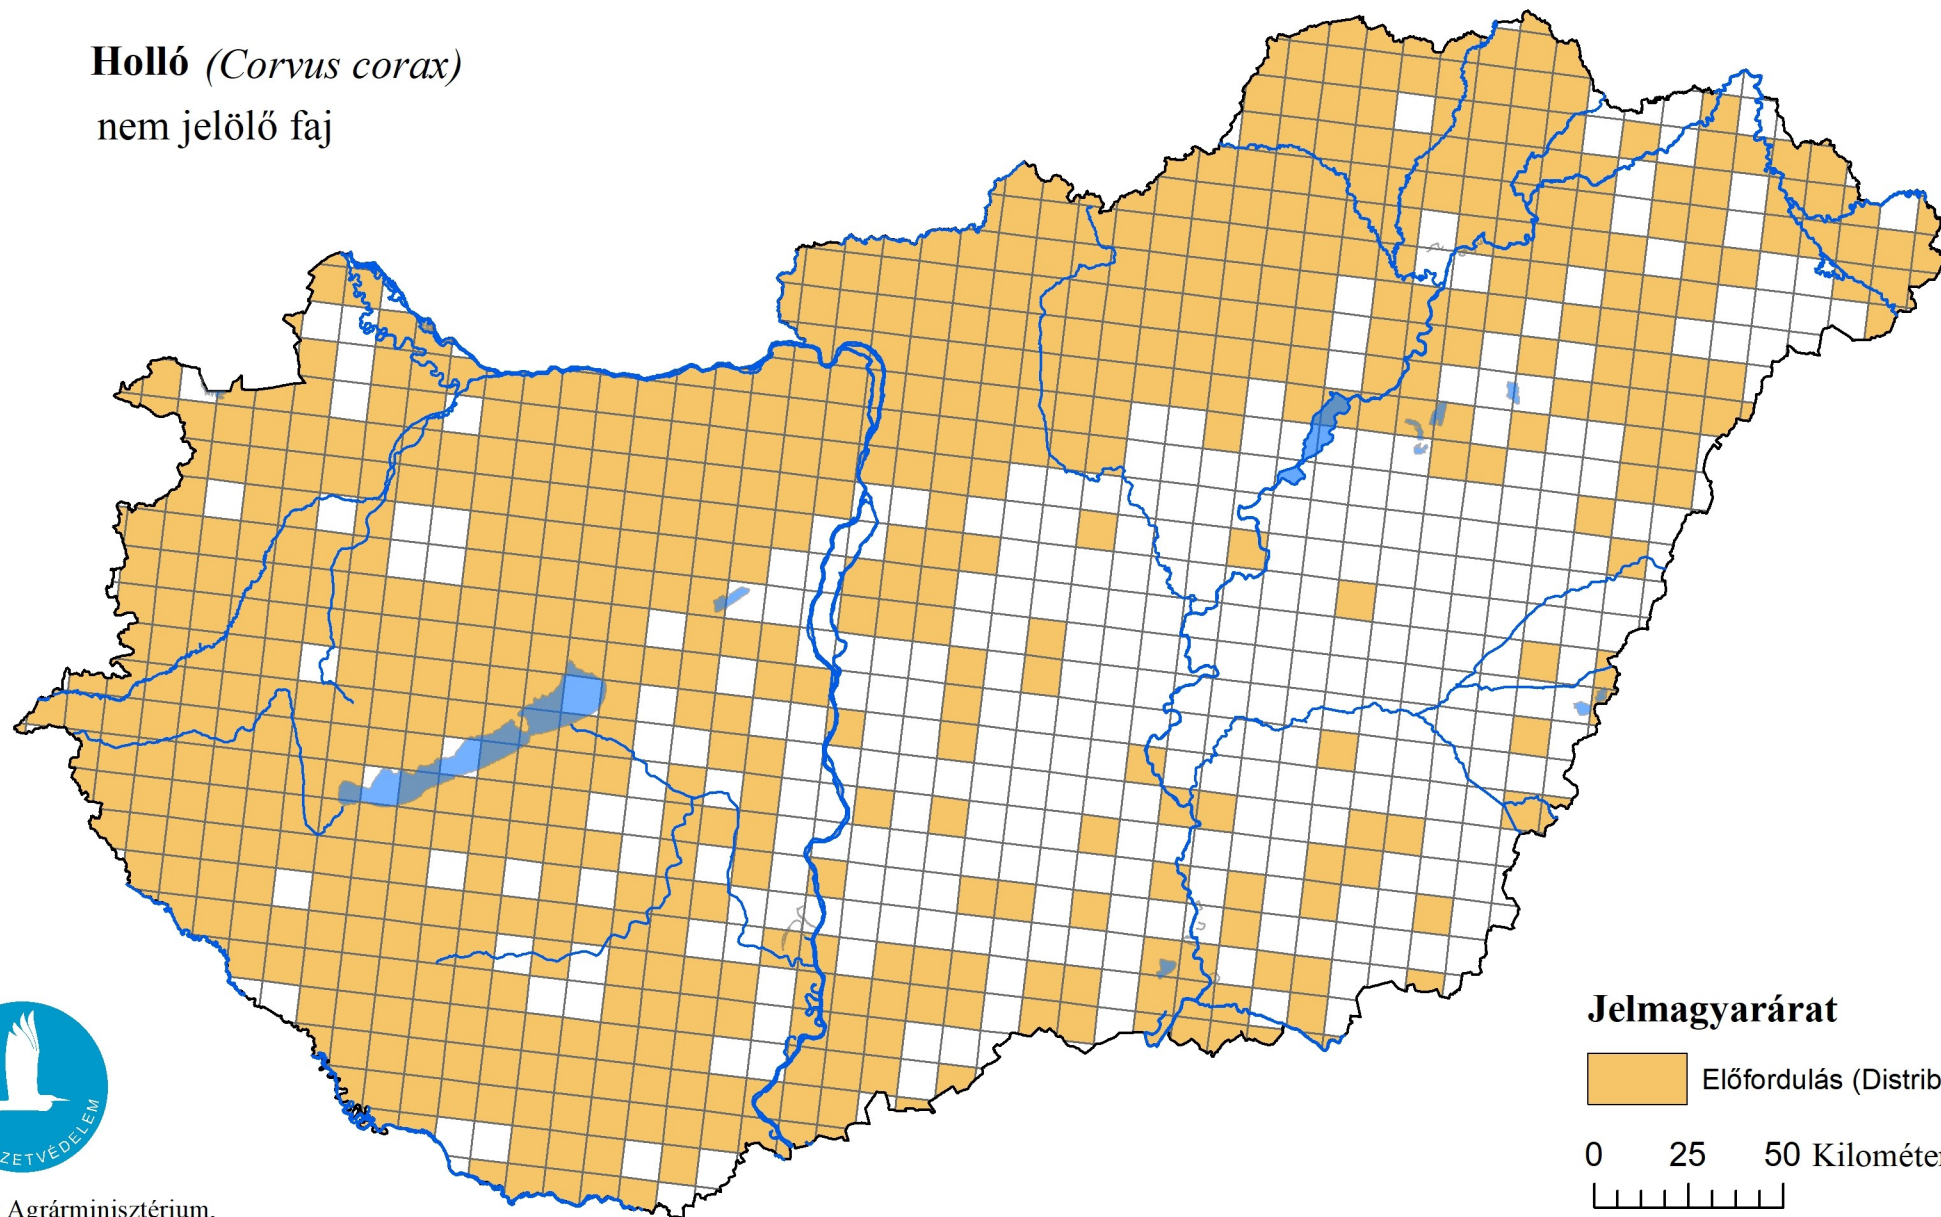 Holló (Corvus corax)
nem jelölő faj
Jelmagyarárat
Előfordulás (Distrib
0 25 50 Kilométer
ZETVÉDELEM
Agrárminisztérium,